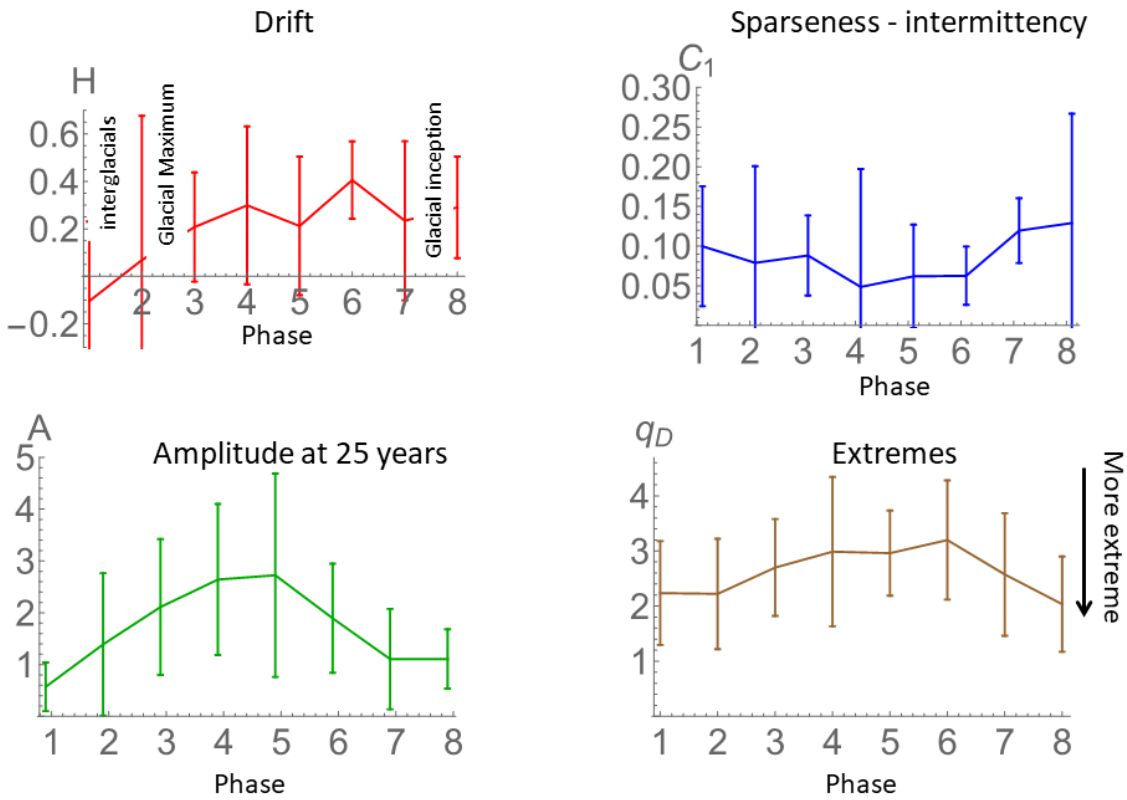 Drift
H
0.6
0.4
0.2
−0.2
interglacials
Glacial Maximum
Glacial inception
2 3 4 5 6 7 8
Phase
Sparseness - intermittency
C1
0.30
0.25
0.20
0.15
0.10
0.05
1 2 3 4 5 6 7 8
Phase
A
Amplitude at 25 years
5
4
3
2
1
1 2 3 4 5 6 7 8
Phase
qD
Extremes
4
3
2
1
More extreme
1 2 3 4 5 6 7 8
Phase